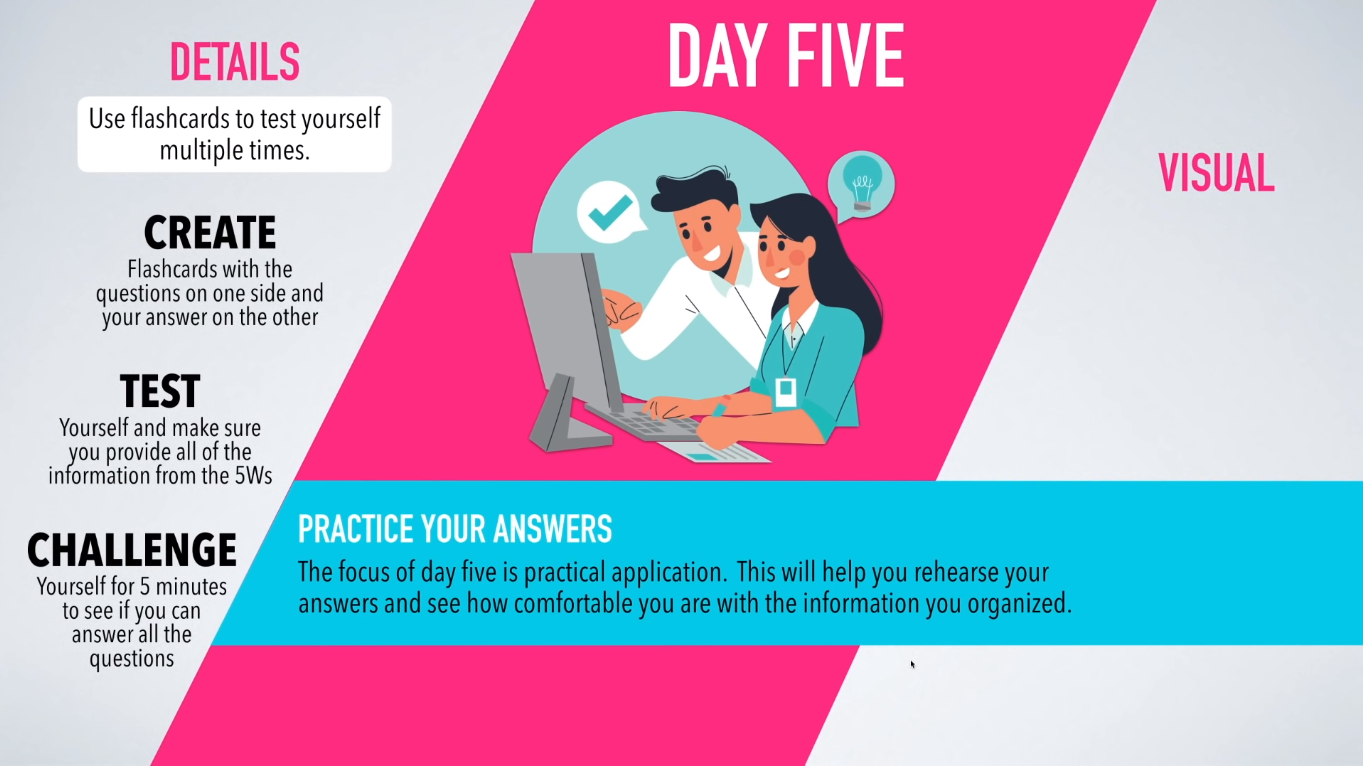 DAY FIVE
DETAILS
Use flashcards to test yourself
multiple times.
CREATE
Flashcards with the
questions on one side and
your answer on the other
TEST
Yourself and make sure
you provide all of the
information from the 5Ws
CHALLENGE
Yourself for 5 minutes
to see if you can
answer all the
questions
VISUAL
PRACTICE YOUR ANSWERS
The focus of day five is practical application. This will help you rehearse your
answers and see how comfortable you are with the information you organized.